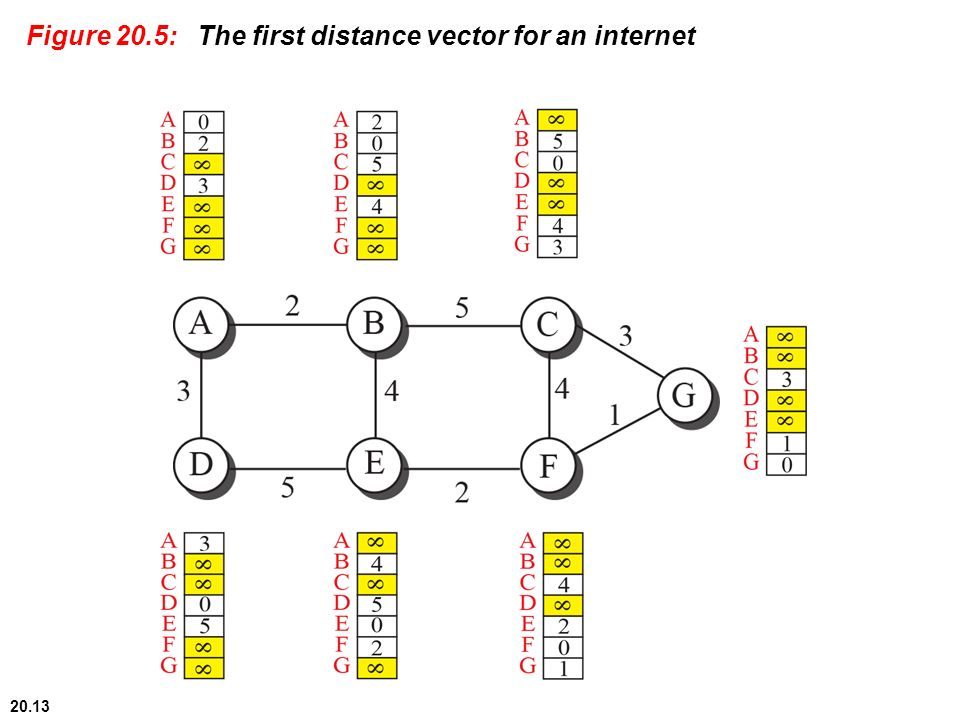 Figure 20.5: The first distance vector for an internet
A 0
B 2
C ∞
D 3
E ∞
F ∞
G ∞
A 2
B 0
C 5
D ∞
E 4
F ∞
G ∞
A ∞
B 5
C 0
D ∞
E ∞
F 4
G 3
A 2 B 5 C
3
3 4 4 G
1
D 5 E 2 F
A ∞
B ∞
C 3
D ∞
E ∞
F 1
G 0
A 3
B ∞
C ∞
D 0
E 5
F ∞
G ∞
A ∞
B 4
C ∞
D 5
E 0
F 2
G ∞
A ∞
B ∞
C 4
D ∞
E 2
F 0
G 1
20.13